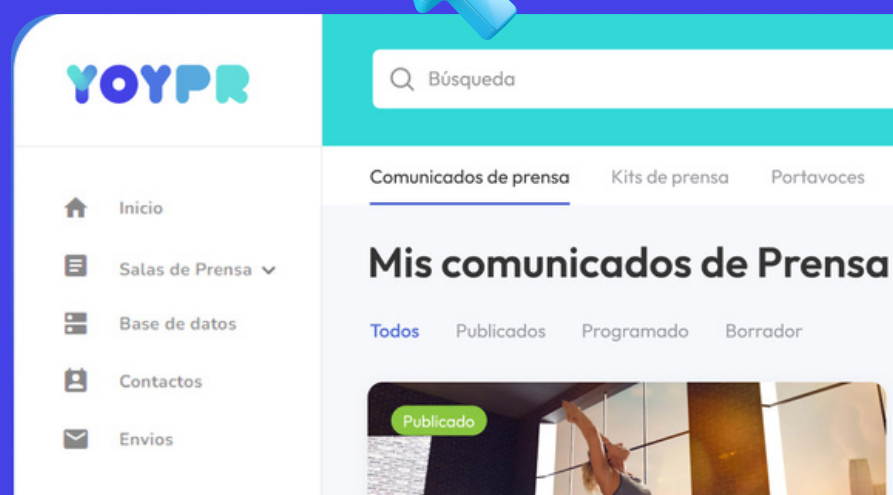 YOYPR
Búsqueda
Comunicados de prensa Kits de prensa Portavoces
Inicio
Salas de Prensa
Base de datos
Contactos
Envios
Mis comunicados de Prensa
Todos Publicados Programado Borrador
Publicado